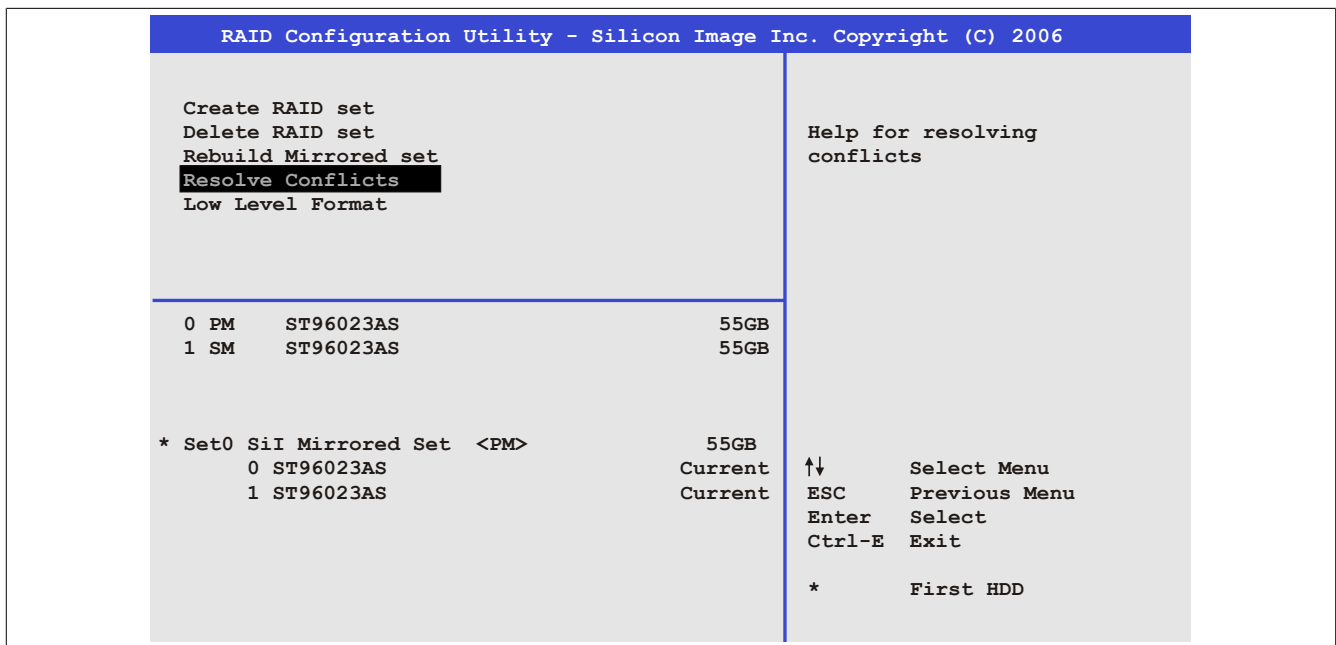 RAID Configuration Utility - Silicon Image Inc. Copyright (C) 2006
Create RAID set
Delete RAID set
Rebuild Mirrored set
Resolve Conflicts
Low Level Format
Help for resolving
conflicts
0 PM ST96023AS 55GB
1 SM ST96023AS 55GB
* Set0 SiI Mirrored Set <PM> 55GB
0 ST96023AS Current
1 ST96023AS Current
↑↓ Select Menu
ESC Previous Menu
Enter Select
Ctrl-E Exit
* First HDD